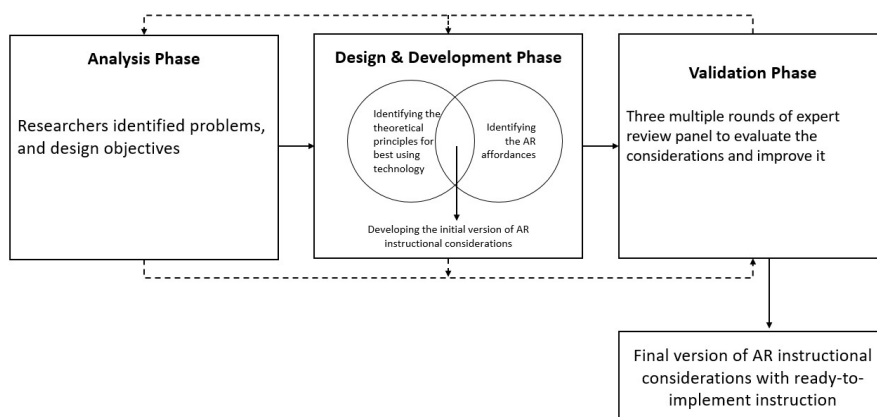 Analysis Phase
Researchers identified problems,
and design objectives
Design & Development Phase
Identifying the
theoretical
principles for
best using
technology
Identifying
the AR
affordances
Developing the initial version of AR
instructional considerations
Validation Phase
Three multiple rounds of expert
review panel to evaluate the
considerations and improve it
Final version of AR instructional
considerations with ready-to-
implement instruction